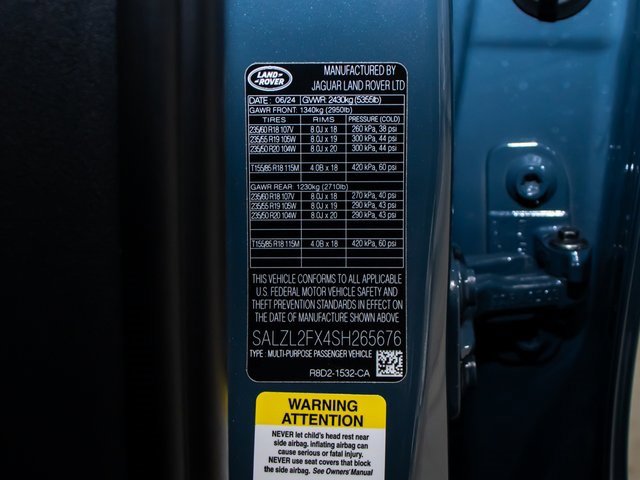 LAND-
ROVER
MANUFACTURED BY
JAGUAR LAND ROVER LTD
DATE : 06/24 GVWR: 2430kg (5355lb)
GAWR FRONT: 1340kg (2950lb)
TIRES RIMS PRESSURE (COLD)
235/60 R18 107V 8.0J x 18 260 kPa, 38 psi
235/55 R19 105W 8.0J x 19 300 kPa, 44 psi
235/50 R20 104W 8.0J x 20 300 kPa, 44 psi
T155/85 R18 115M 4.0B x 18 420 kPa, 60 psi
GAWR REAR: 1230kg (2710lb)
235/60 R18 107V 8.0J x 18 270 kPa, 40 psi
235/55 R19 105W 8.0J x 19 290 kPa, 43 psi
235/50 R20 104W 8.0J x 20 290 kPa, 43 psi
T155/85 R18 115M 4.0B x 18 420 kPa, 60 psi
THIS VEHICLE CONFORMS TO ALL APPLICABLE
U.S. FEDERAL MOTOR VEHICLE SAFETY AND
THEFT PREVENTION STANDARDS IN EFFECT ON
THE DATE OF MANUFACTURE SHOWN ABOVE
SALZL2FX4SH265676
TYPE : MULTI-PURPOSE PASSENGER VEHICLE
R8D2-1532-CA
WARNING
ATTENTION
NEVER let child's head rest near
side airbag. inflating airbag can
cause serious or fatal injury.
NEVER use seat covers that block
the side airbag. See Owners Manual